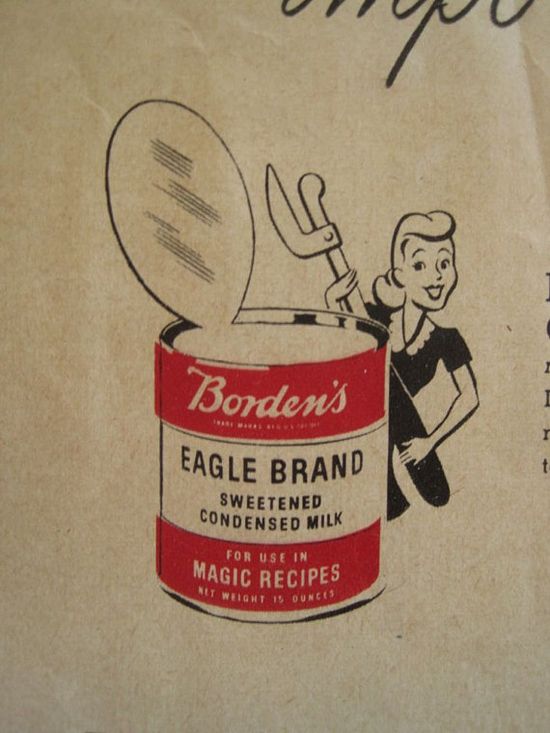 Borden's
EAGLE BRAND
SWEETENED
CONDENSED MILK
FOR USE IN
MAGIC RECIPES
NET WEIGHT 15 OUNCES